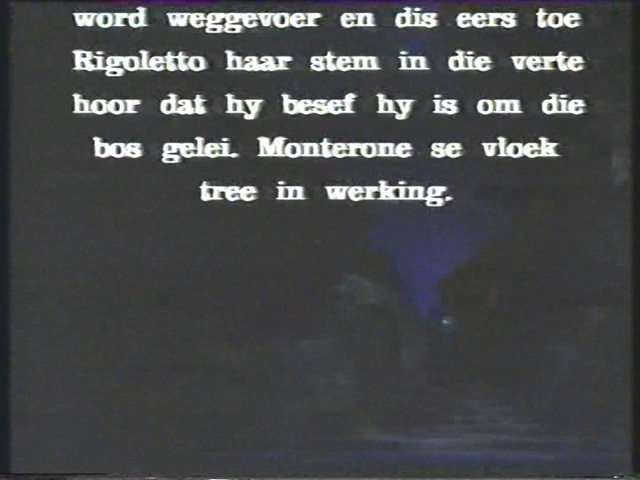 word weggevoer en dis eers toe
Rigoletto haar stem in die verte
hoor dat hy besef hy is om die
bos gelei. Monterone se vloek
tree in werking.